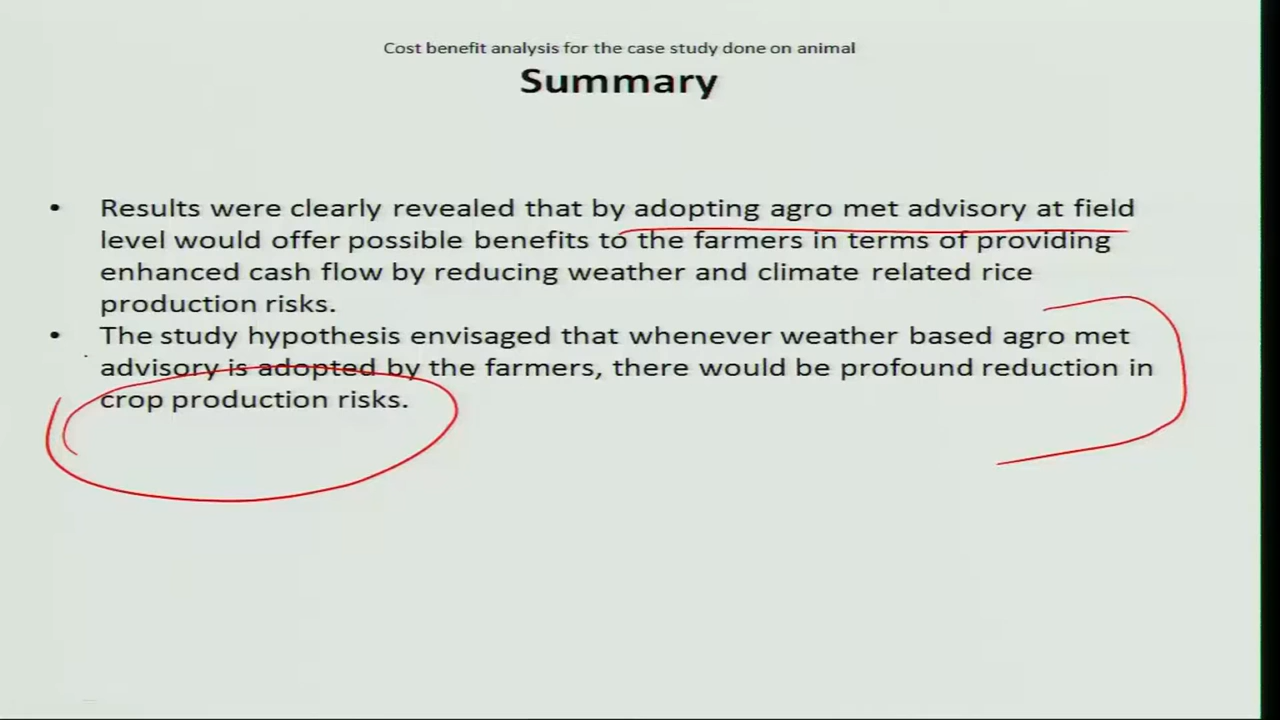 Cost benefit analysis for the case study done on animal
Summary
• Results were clearly revealed that by adopting agro met advisory at field
level would offer possible benefits to the farmers in terms of providing
enhanced cash flow by reducing weather and climate related rice
production risks.
• The study hypothesis envisaged that whenever weather based agro met
advisory is adopted by the farmers, there would be profound reduction in
crop production risks.